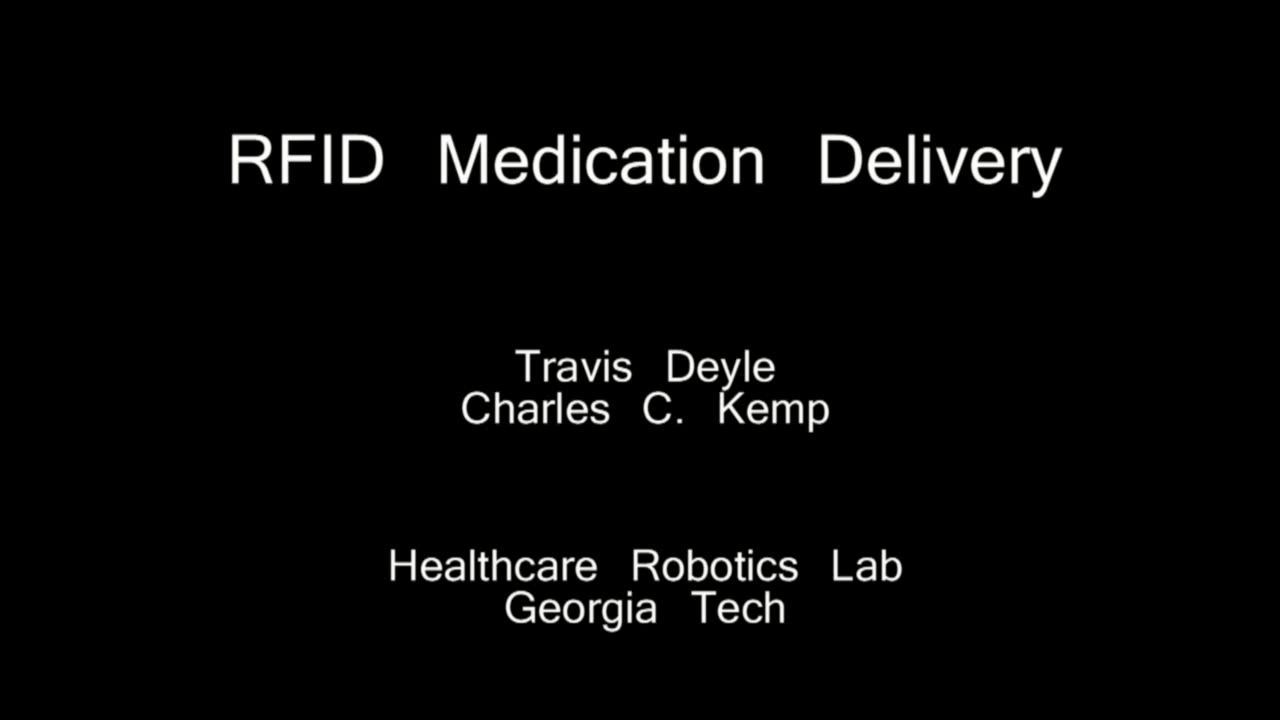 RFID Medication Delivery
Travis Deyle
Charles C. Kemp
Healthcare Robotics Lab
Georgia Tech